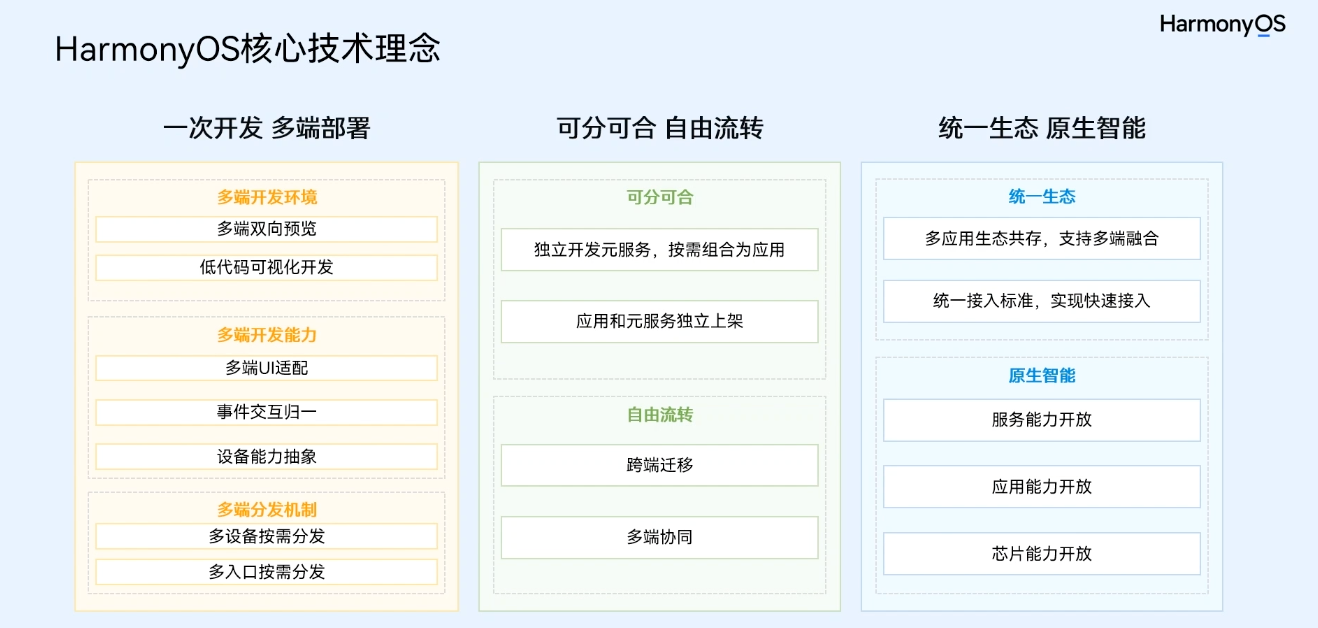 HarmonyOS
HarmonyOS核心技术理念
一次开发 多端部署
多端开发环境
多端双向预览
低代码可视化开发
多端开发能力
多端UI适配
事件交互归一
设备能力抽象
多端分发机制
多设备按需分发
多入口按需分发
可分可合 自由流转
可分可合
独立开发元服务，按需组合为应用
应用和元服务独立上架
自由流转
跨端迁移
多端协同
统一生态 原生智能
统一生态
多应用生态共存，支持多端融合
统一接入标准，实现快速接入
原生智能
服务能力开放
应用能力开放
芯片能力开放